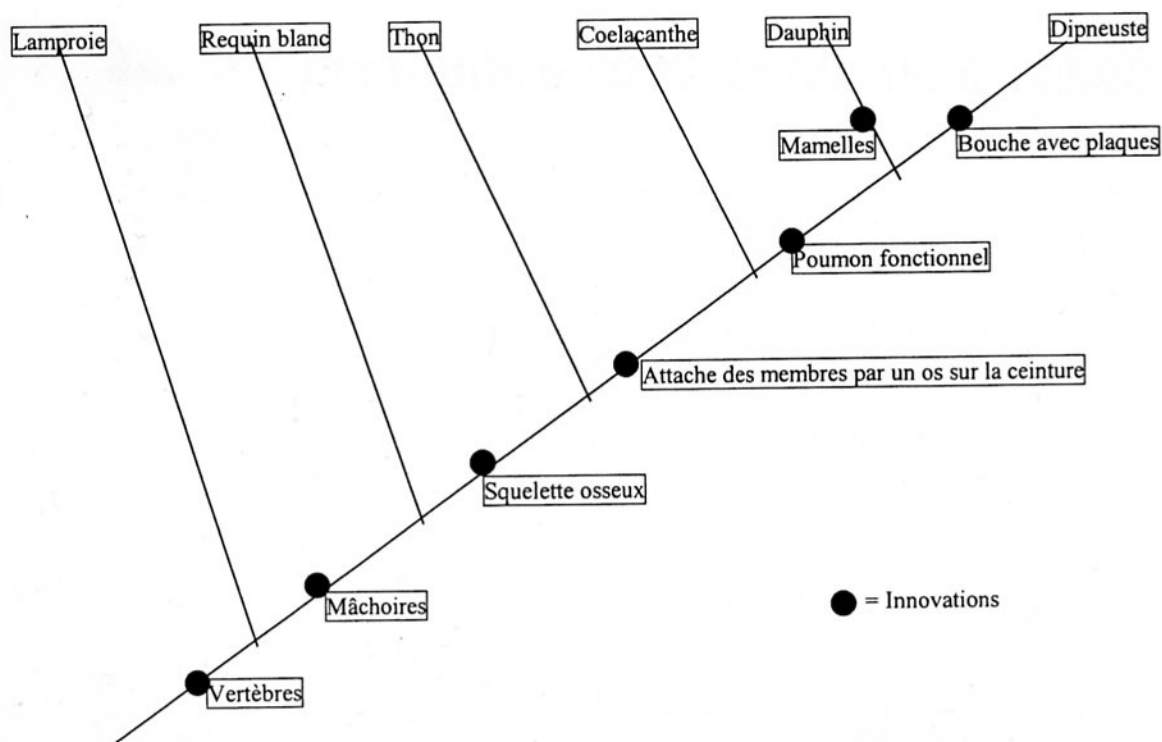 Lamproie
Requin blanc
Thon
Coelacanthe
Dauphin
Dipneuste
Mamelles
Bouche avec plaques
Poumon fonctionnel
Attache des membres par un os sur la ceinture
Squelette osseux
Mâchoires
= Innovations
Vertèbres